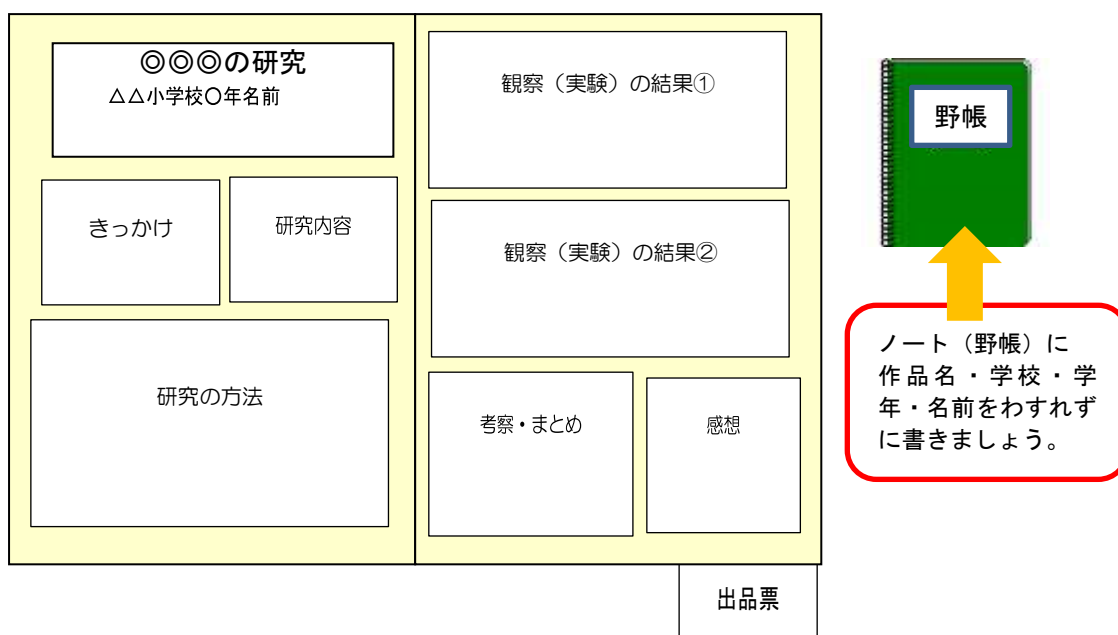 ◎◎◎の研究
△△小学校〇年名前
きっかけ
研究内容
研究の方法
観察（実験）の結果①
観察（実験）の結果②
考察・まとめ
感想
出品票
野帳
ノート（野帳）に
作品名・学校・学
年・名前をわすれず
に書きましょう。